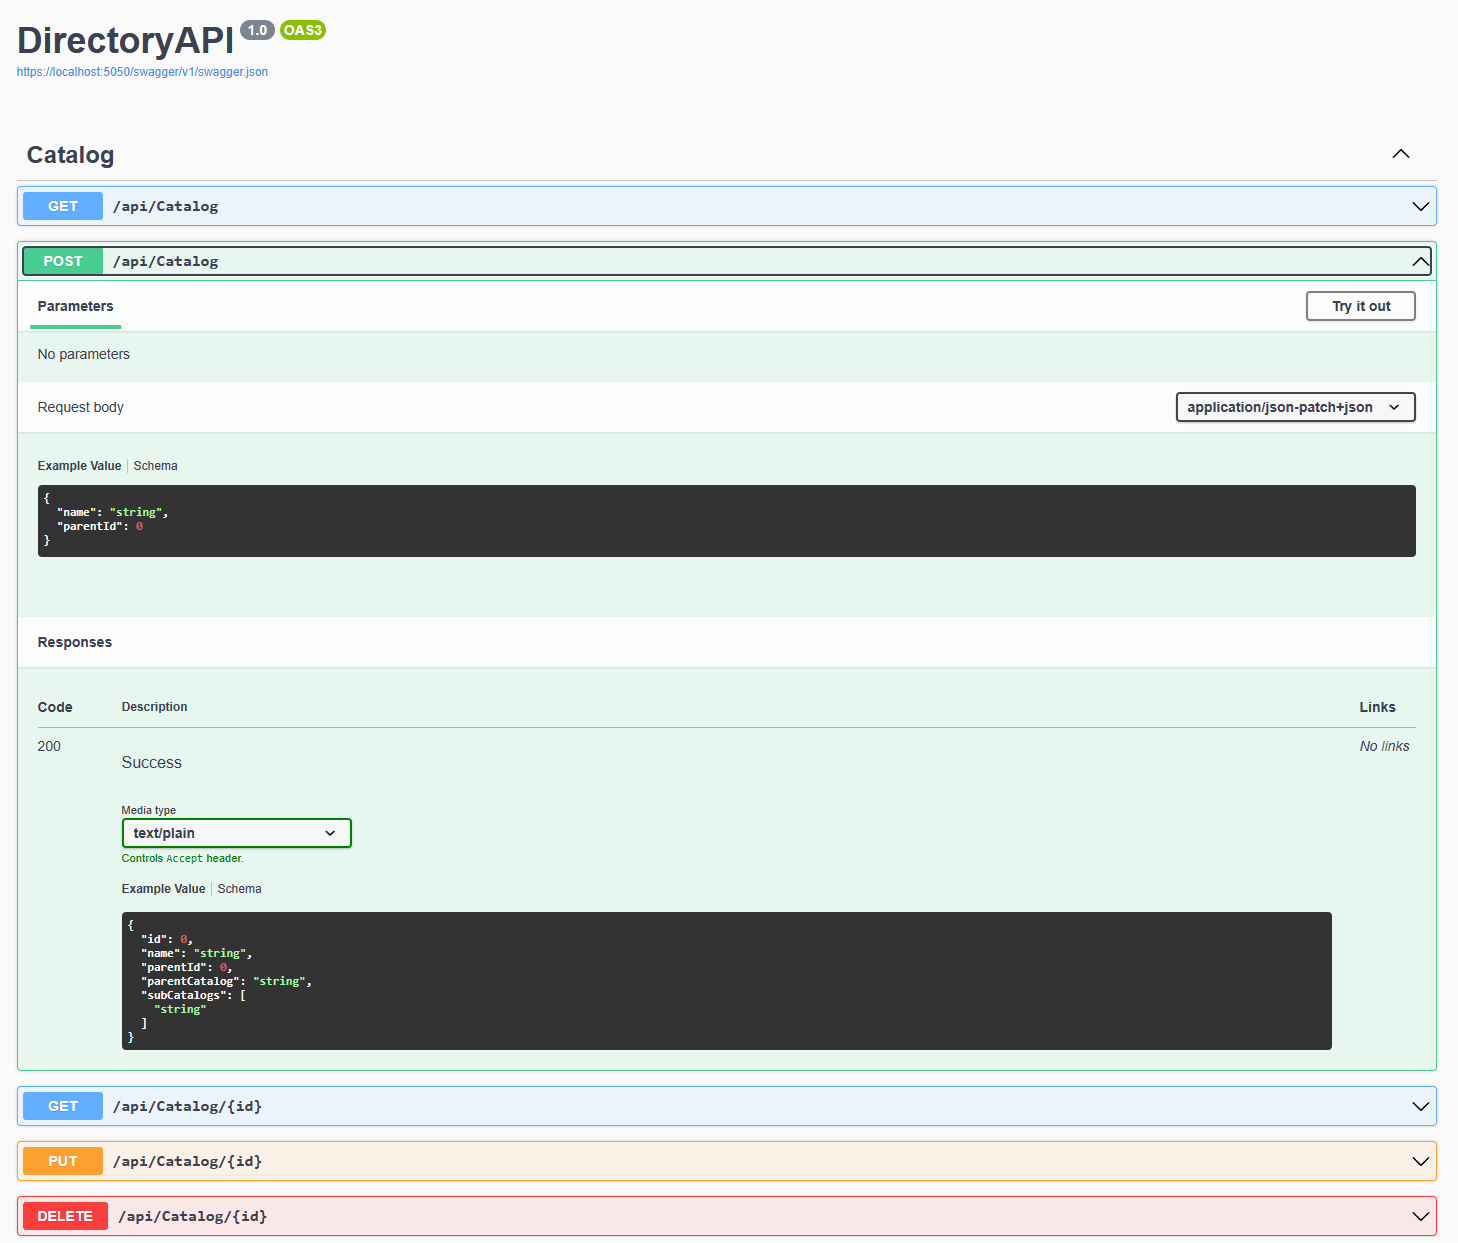 DirectoryAPI 1.0 OAS3
https://localhost:5050/swagger/v1/swagger.json
Catalog
GET /api/Catalog
POST /api/Catalog
Parameters Try it out
No parameters
Request body application/json-patch+json
Example Value Schema
{
"name": "string",
"parentId": 0
}
Responses
Code Description Links
200 No links
Success
Media type
text/plain
Controls Accept header.
Example Value Schema
{
"id": 0,
"name": "string",
"parentId": 0,
"parentCatalog": "string",
"subCatalogs": [
"string"
]
}
GET /api/Catalog/{id}
PUT /api/Catalog/{id}
DELETE /api/Catalog/{id}